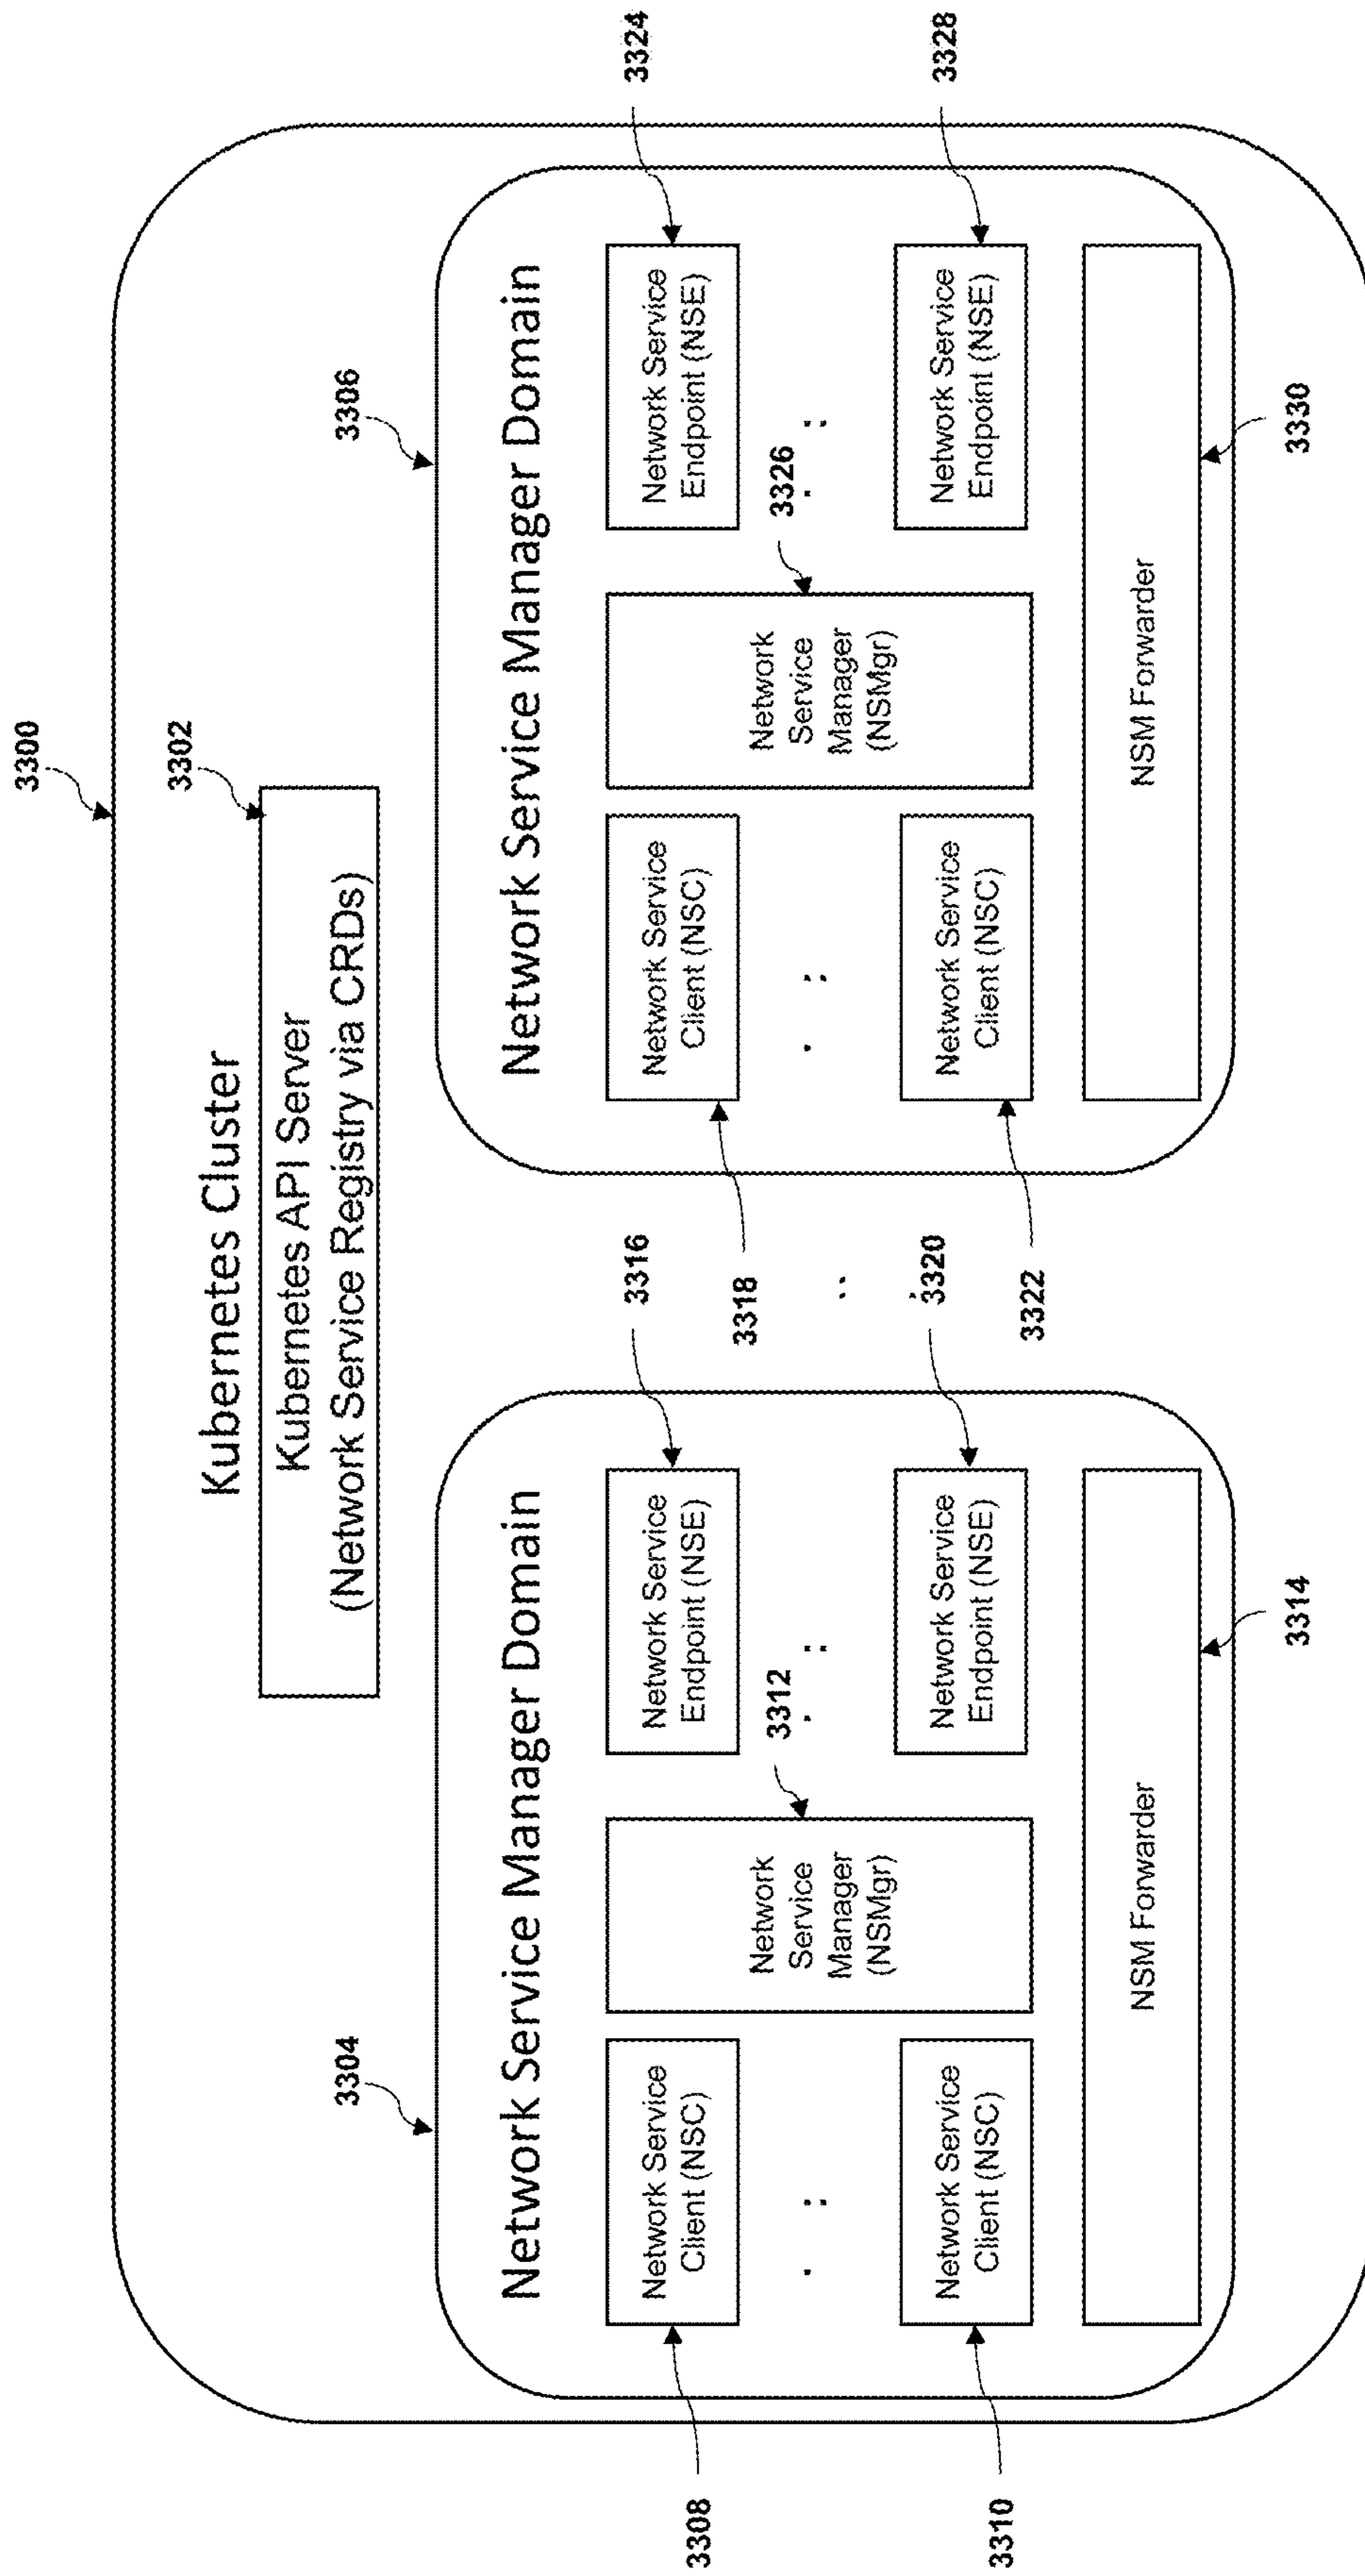 3300
Kubernetes Cluster
3302
Kubernetes API Server
(Network Service Registry via CRDs)
3304
Network Service Manager Domain
3308
Network Service
Client (NSC)
3310
Network Service
Client (NSC)
3312
Network
Service
Manager
(NSMgr)
3316
Network Service
Endpoint (NSE)
3320
Network Service
Endpoint (NSE)
NSM Forwarder
3314
3306
Network Service Manager Domain
3318
Network Service
Client (NSC)
3322
Network Service
Client (NSC)
3326
Network
Service
Manager
(NSMgr)
3324
Network Service
Endpoint (NSE)
3328
Network Service
Endpoint (NSE)
NSM Forwarder
3330